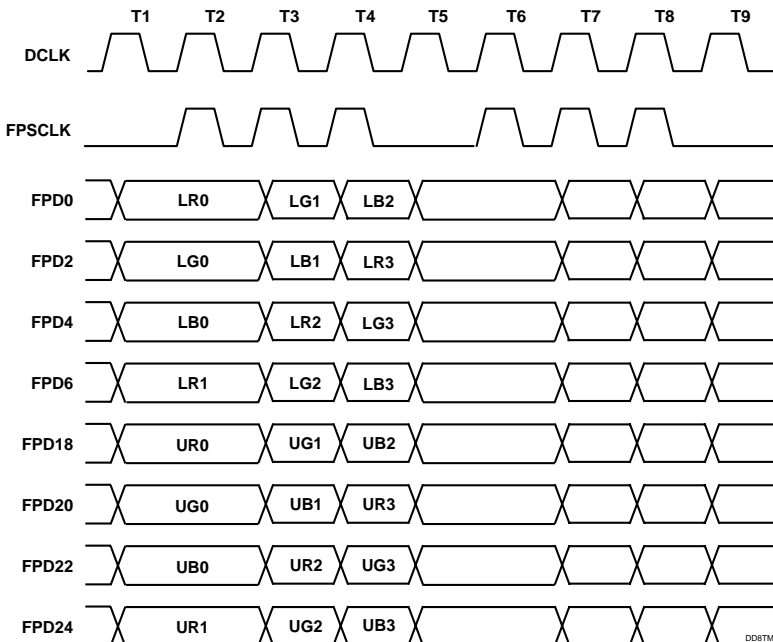 T1 T2 T3 T4 T5 T6 T7 T8 T9
DCLK
FPSCLK
FPD0 LR0 LG1 LB2
FPD2 LG0 LB1 LR3
FPD4 LB0 LR2 LG3
FPD6 LR1 LG2 LB3
FPD18 UR0 UG1 UB2
FPD20 UG0 UB1 UR3
FPD22 UB0 UR2 UG3
FPD24 UR1 UG2 UB3
DD8TM